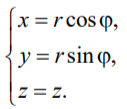 x = r cos φ,
y = r sin φ,
z = z.